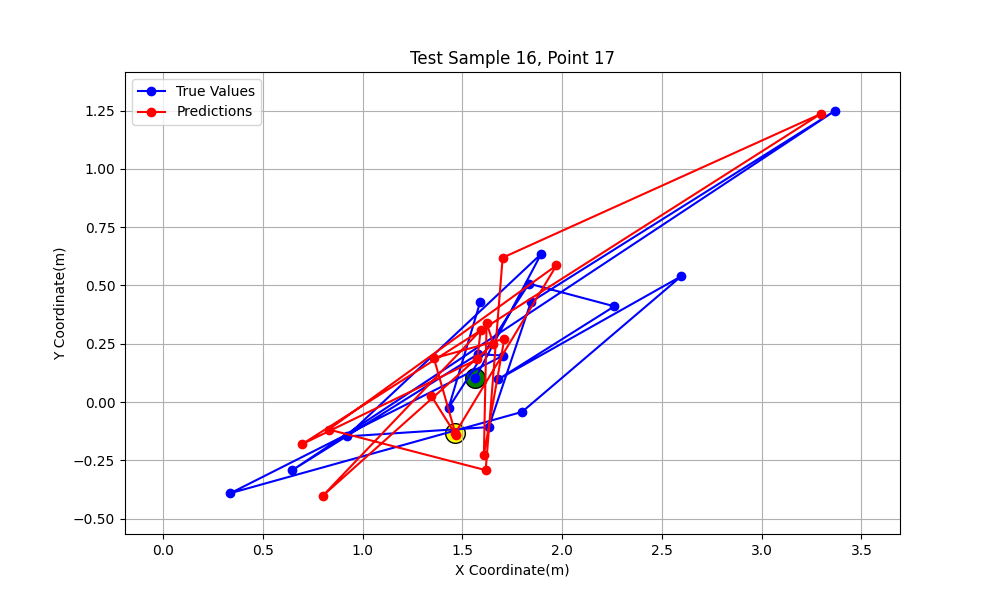 Test Sample 16, Point 17
True Values
Predictions
1.25
1.00
0.75
0.50
0.25
0.00
−0.25
−0.50
Y Coordinate(m)
0.0 0.5 1.0 1.5 2.0 2.5 3.0 3.5
X Coordinate(m)